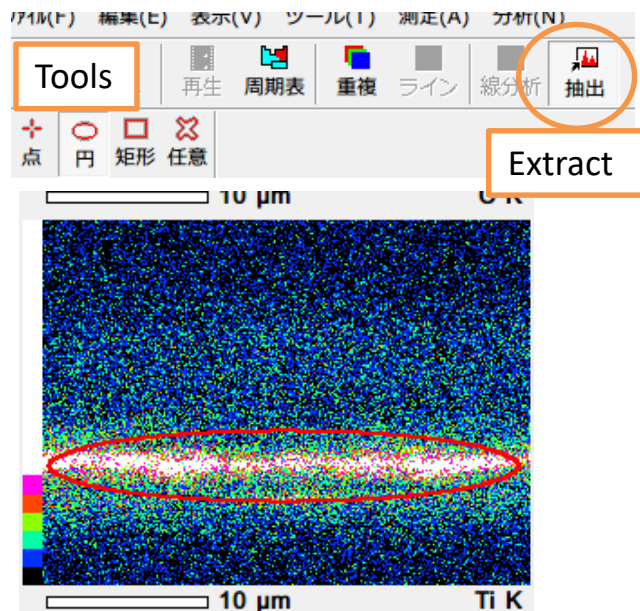 ファイル(F) 編集(E) 表示(V) ツール(T) 測定(A) 分析(N)
Tools
再生 周期表 重複 ライン 線分析 抽出
点 円 矩形 任意
Extract
10 μm
10 μm Ti K